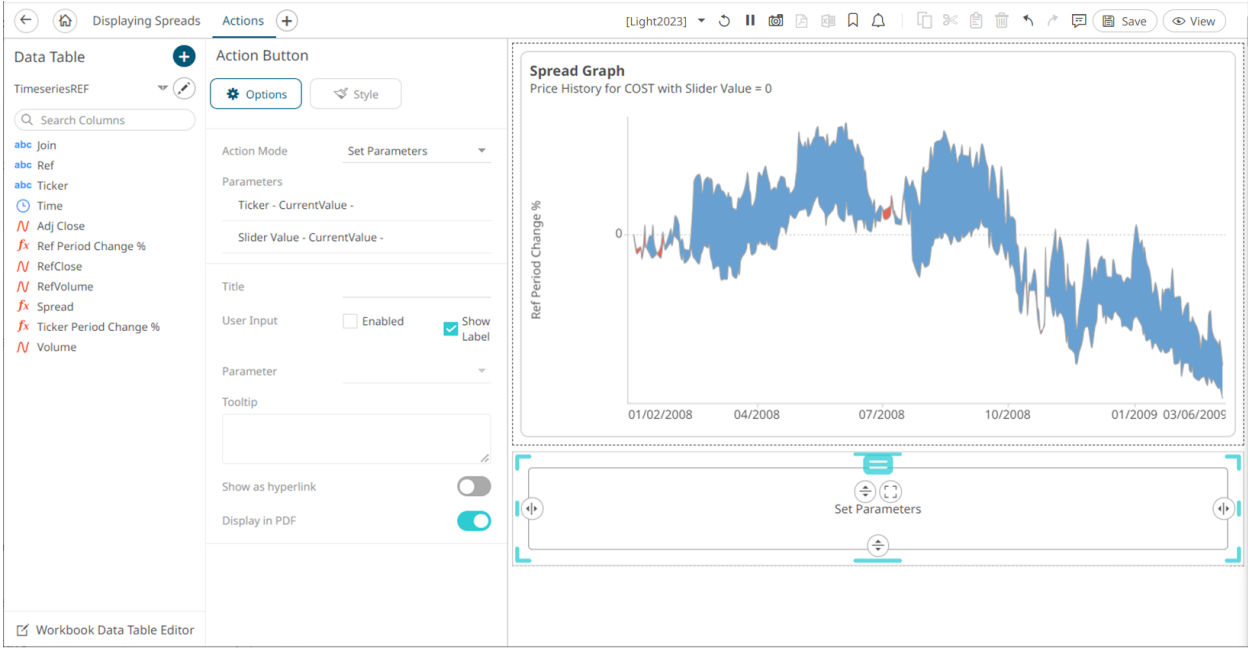 Displaying Spreads
Actions
[Light2023]
Save
View
Data Table
TimeseriesREF
Search Columns
abc Join
abc Ref
abc Ticker
Time
Adj Close
fx Ref Period Change %
RefClose
RefVolume
fx Spread
fx Ticker Period Change %
Volume
Workbook Data Table Editor
Action Button
Options
Style
Action Mode
Set Parameters
Parameters
Ticker - CurrentValue -
Slider Value - CurrentValue -
Title
User Input
Enabled
Show
Label
Parameter
Tooltip
Show as hyperlink
Display in PDF
Spread Graph
Price History for COST with Slider Value = 0
Ref Period Change %
0
01/02/2008
04/2008
07/2008
10/2008
01/2009
03/06/2009
Set Parameters